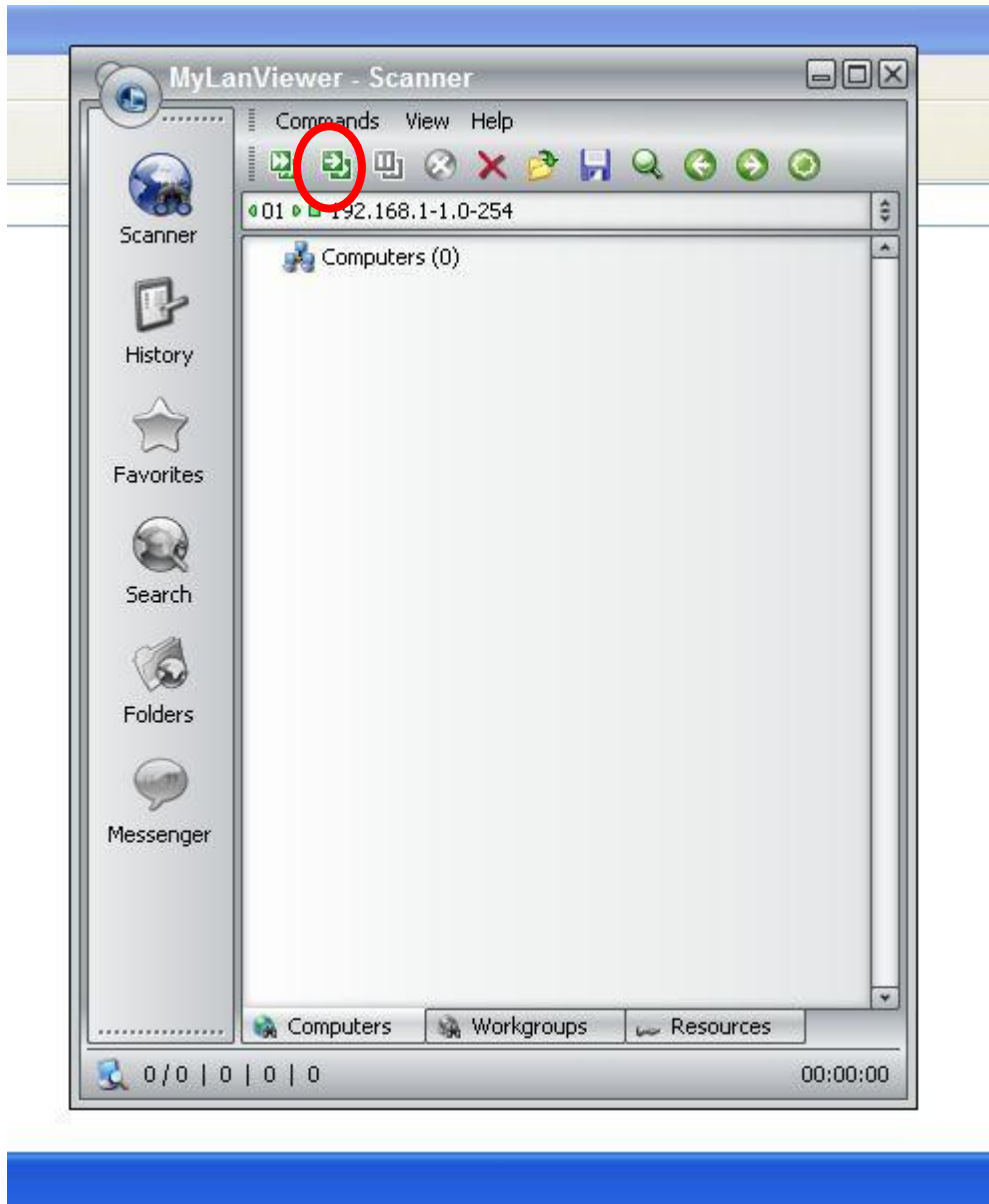 MyLanViewer - Scanner
Commands View Help
01 192.168.1-1.0-254
Scanner
Computers (0)
History
Favorites
Search
Folders
Messenger
Computers Workgroups Resources
0/0 | 0 | 0 | 0 00:00:00